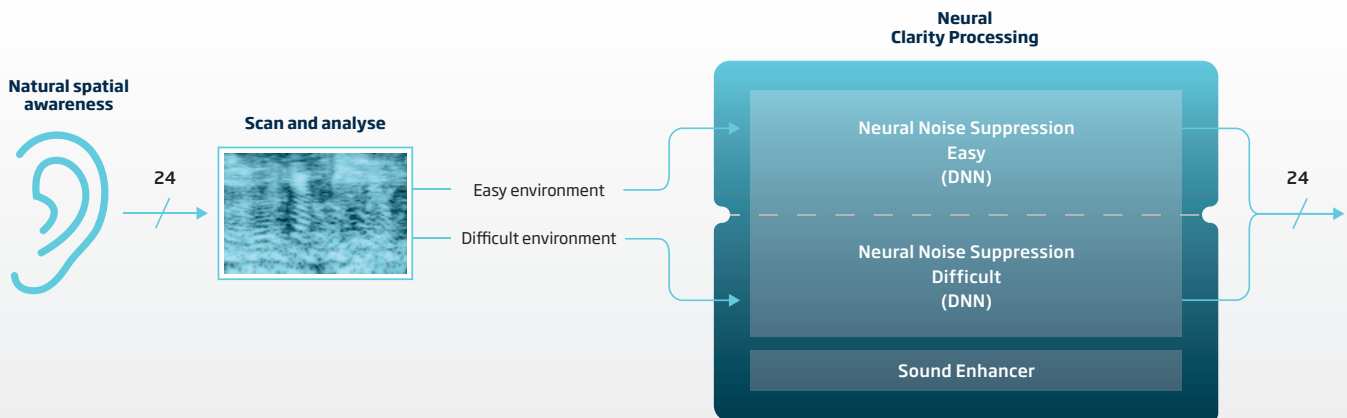 Natural spatial
awareness
24
Scan and analyse
Easy environment
Difficult environment
Neural
Clarity Processing
Neural Noise Suppression
Easy
(DNN)
Neural Noise Suppression
Difficult
(DNN)
Sound Enhancer
24